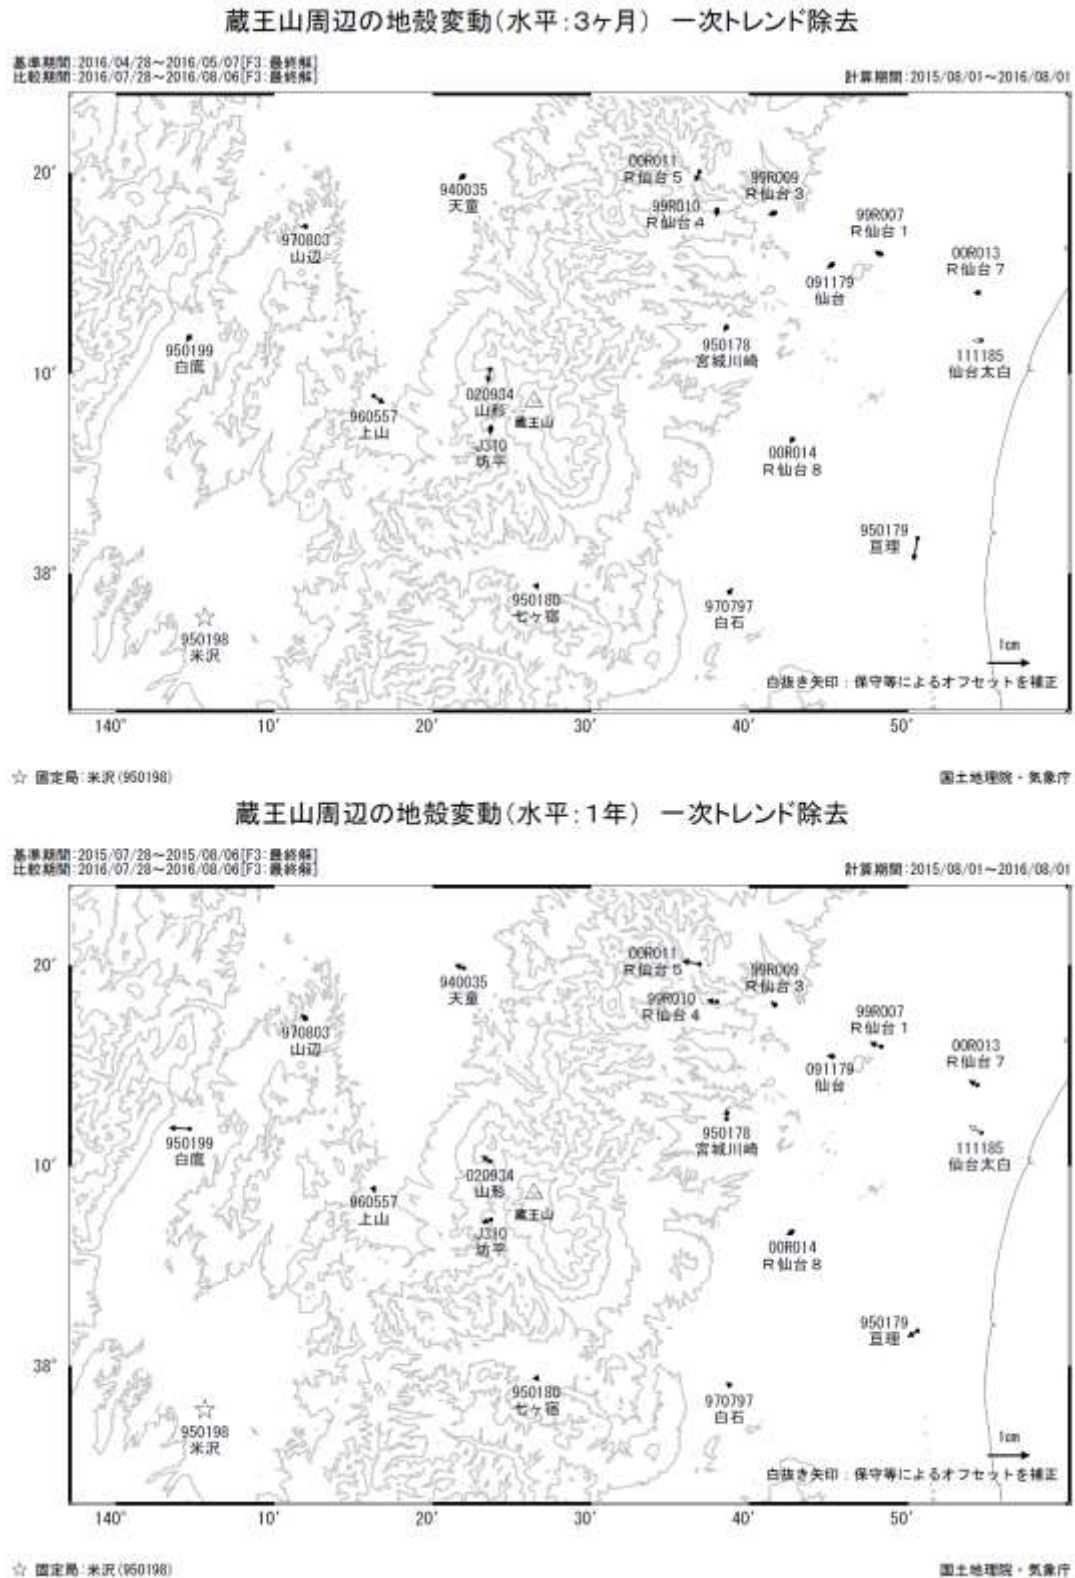 蔵王山周辺の地殻変動(水平:3ヶ月) 一次トレンド除去
基準期間:2016/04/28～2016/05/07[F3:最終解]
比較期間:2016/07/28～2016/08/06[F3:最終解]
計算期間:2015/08/01～2016/08/01
20′
00R011
R仙台5
940035
天童
99R009
R仙台3
99R010
R仙台4
99R007
R仙台1
970803
山辺
00R013
R仙台7
091179
仙台
950199
白鷹
950178
宮城川崎
111185
仙台太白
10′
020934
山形
蔵王山
960557
上山
J310
坊平
00R014
R仙台8
950179
亘理
38°
950180
七ヶ宿
970797
白石
950198
米沢
1cm
白抜き矢印:保守等によるオフセットを補正
140°
10′
20′
30′
40′
50′
☆ 固定局:米沢(950198)
国土地理院・気象庁
蔵王山周辺の地殻変動(水平:1年) 一次トレンド除去
基準期間:2015/07/28～2015/08/06[F3:最終解]
比較期間:2016/07/28～2016/08/06[F3:最終解]
計算期間:2015/08/01～2016/08/01
20′
00R011
R仙台5
940035
天童
99R009
R仙台3
99R010
R仙台4
99R007
R仙台1
970803
山辺
00R013
R仙台7
091179
仙台
950199
白鷹
950178
宮城川崎
111185
仙台太白
10′
020934
山形
蔵王山
960557
上山
J310
坊平
00R014
R仙台8
950179
亘理
38°
950180
七ヶ宿
970797
白石
950198
米沢
1cm
白抜き矢印:保守等によるオフセットを補正
140°
10′
20′
30′
40′
50′
☆ 固定局:米沢(950198)
国土地理院・気象庁